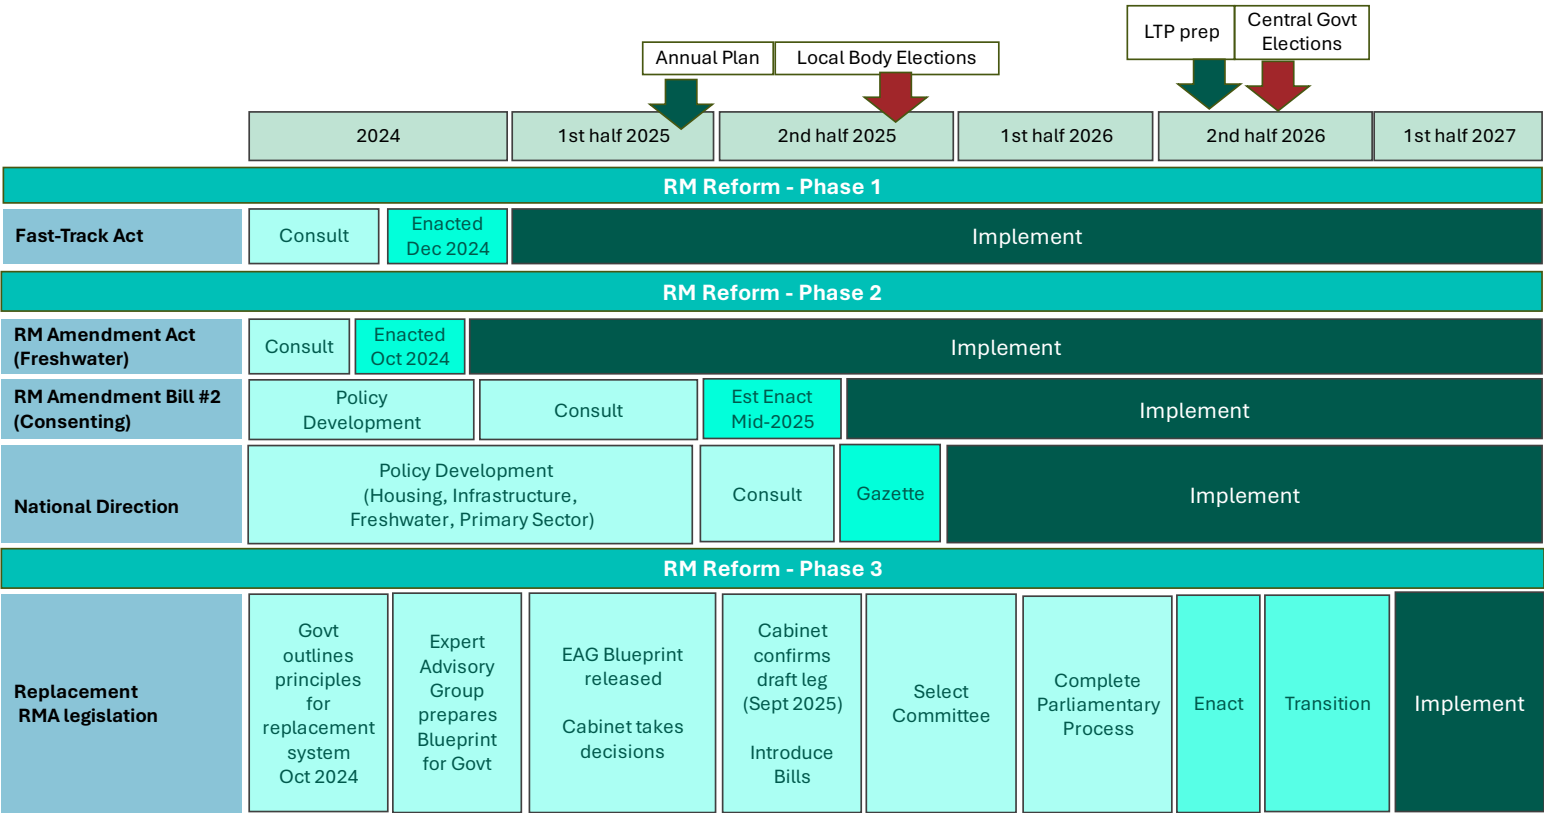 LTP prep
Central Govt
Elections
Annual Plan
Local Body Elections
2024
1st half 2025
2nd half 2025
1st half 2026
2nd half 2026
1st half 2027
RM Reform - Phase 1
Fast-Track Act
Consult
Enacted
Dec 2024
Implement
RM Reform - Phase 2
RM Amendment Act
(Freshwater)
Consult
Enacted
Oct 2024
Implement
RM Amendment Bill #2
(Consenting)
Policy
Development
Consult
Est Enact
Mid-2025
Implement
National Direction
Policy Development
(Housing, Infrastructure,
Freshwater, Primary Sector)
Consult
Gazette
Implement
RM Reform - Phase 3
Replacement
RMA legislation
Govt
outlines
principles
for
replacement
system
Oct 2024
Expert
Advisory
Group
prepares
Blueprint
for Govt
EAG Blueprint
released
Cabinet takes
decisions
Cabinet
confirms
draft leg
(Sept 2025)
Introduce
Bills
Select
Committee
Complete
Parliamentary
Process
Enact
Transition
Implement